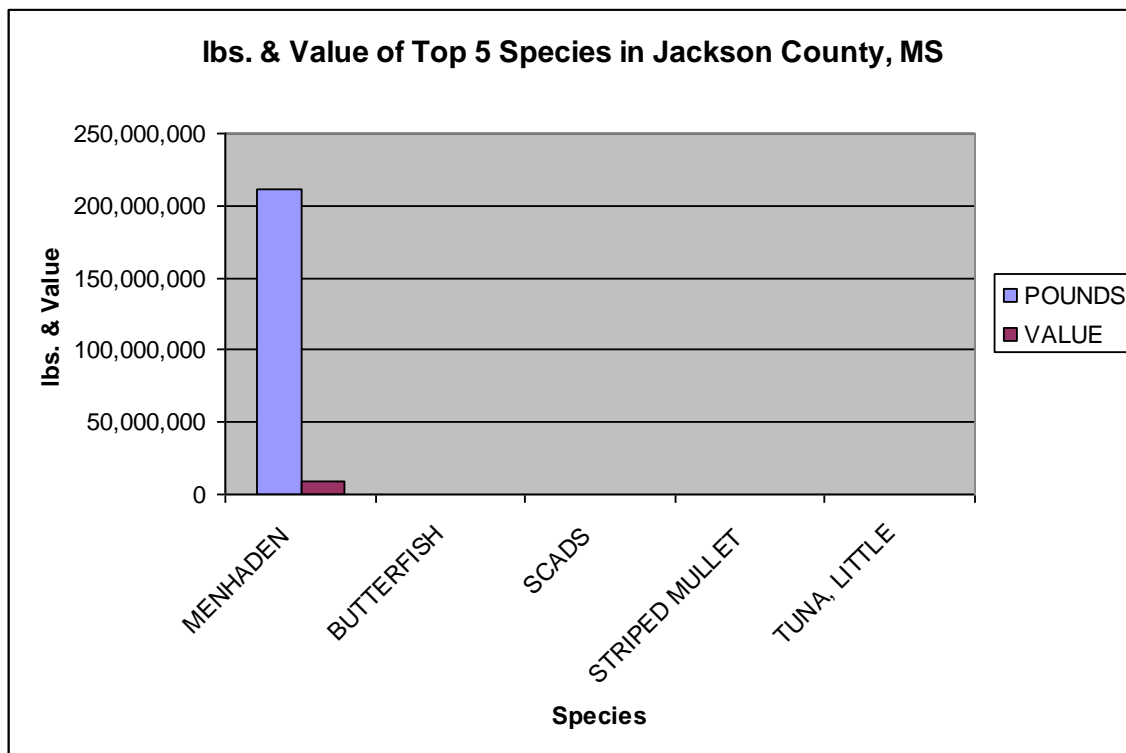 lbs. & Value of Top 5 Species in Jackson County, MS
250,000,000
200,000,000
150,000,000
100,000,000
50,000,000
0
lbs. & Value
MENHADEN
BUTTERFISH
SCADS
STRIPED MULLET
TUNA, LITTLE
Species
POUNDS
VALUE